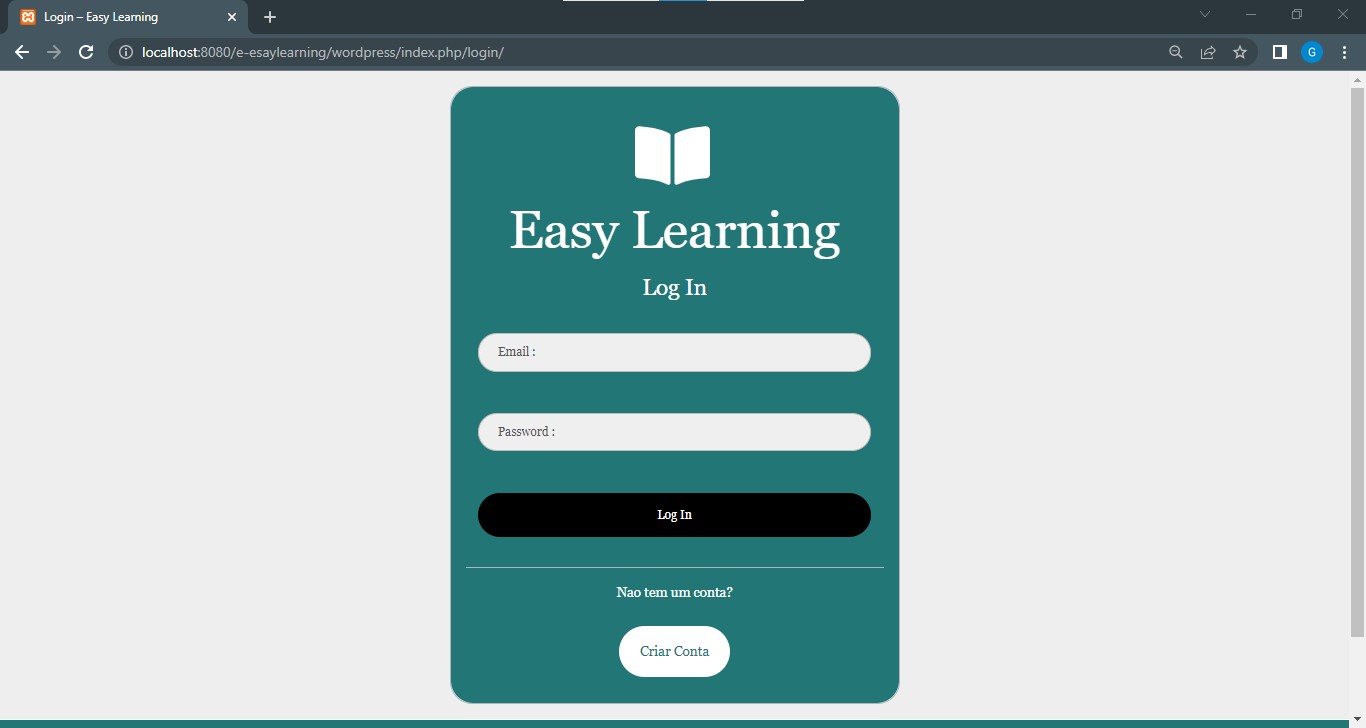 Login – Easy Learning
localhost:8080/e-esaylearning/wordpress/index.php/login/
G
Easy Learning
Log In
Email :
Password :
Log In
Nao tem um conta?
Criar Conta